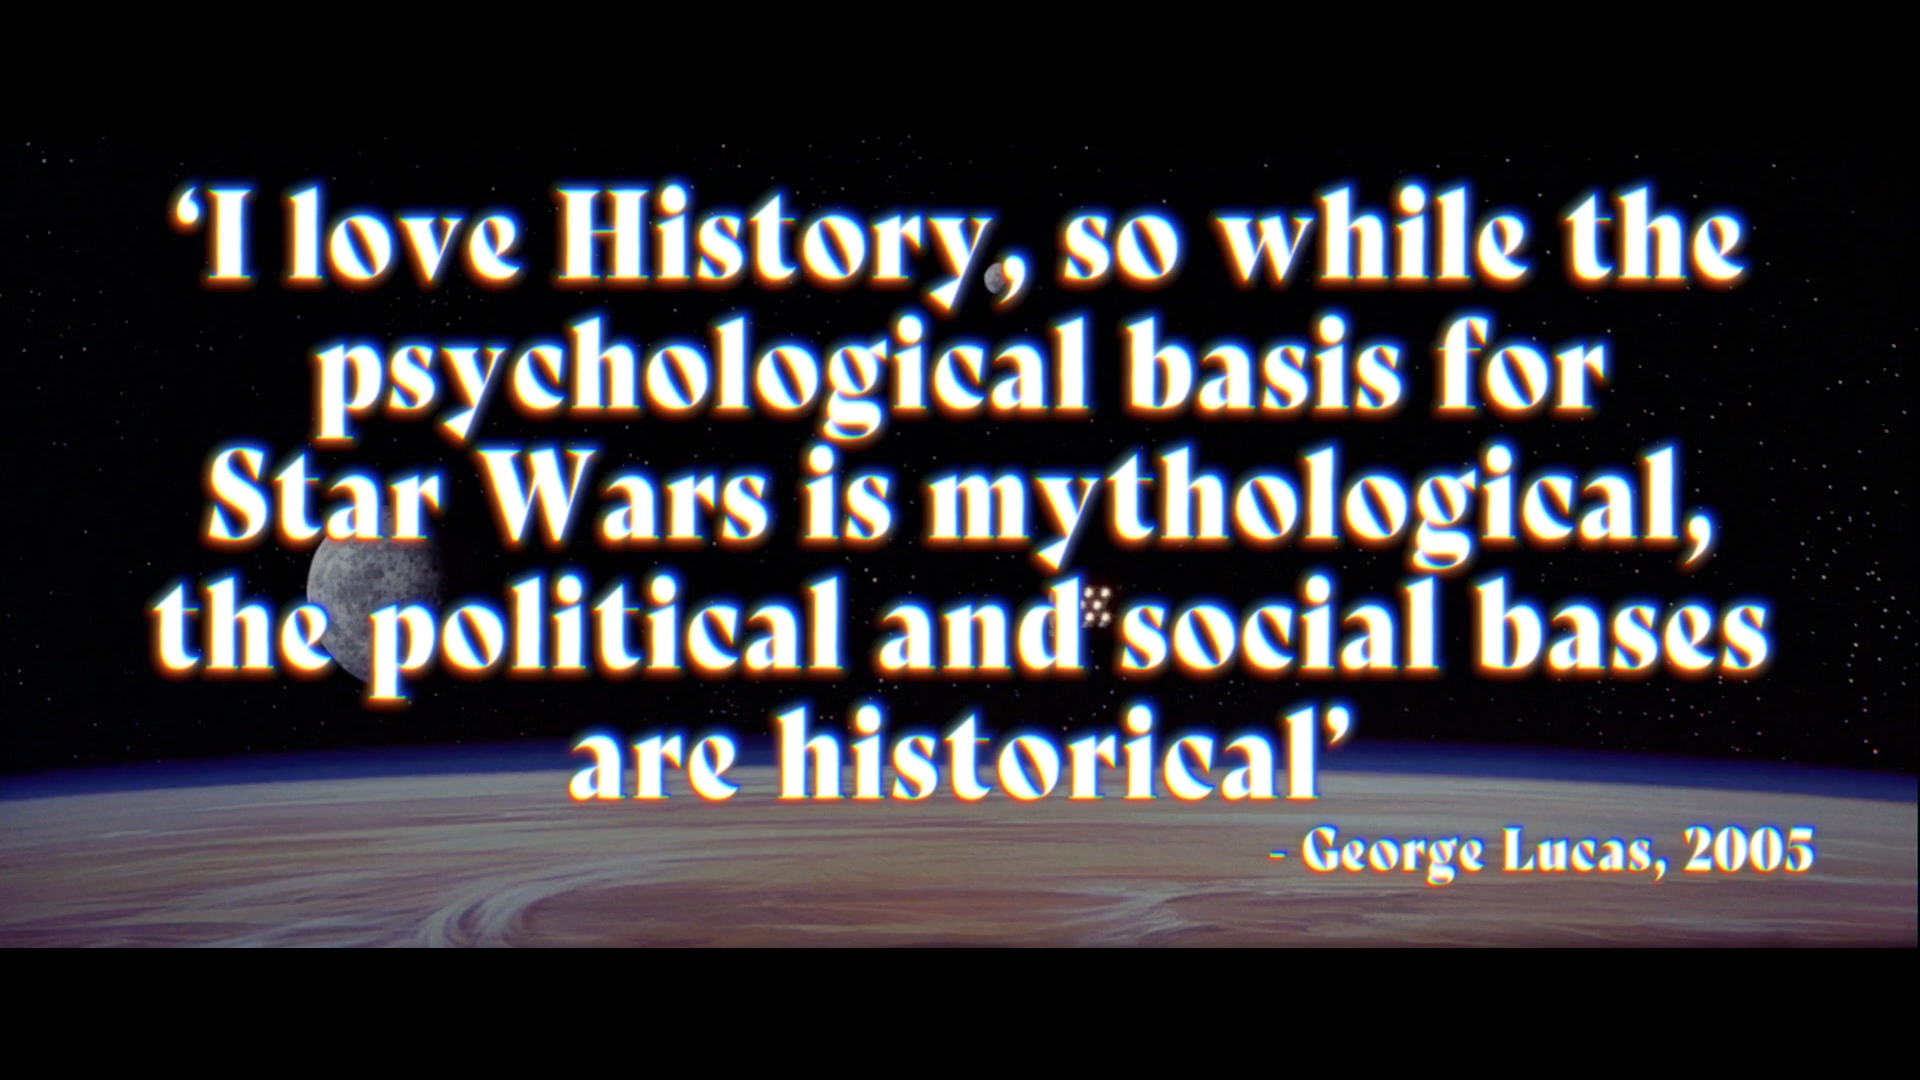 ‘I love History, so while the
psychological basis for
Star Wars is mythological,
the political and social bases
are historical’
- George Lucas, 2005